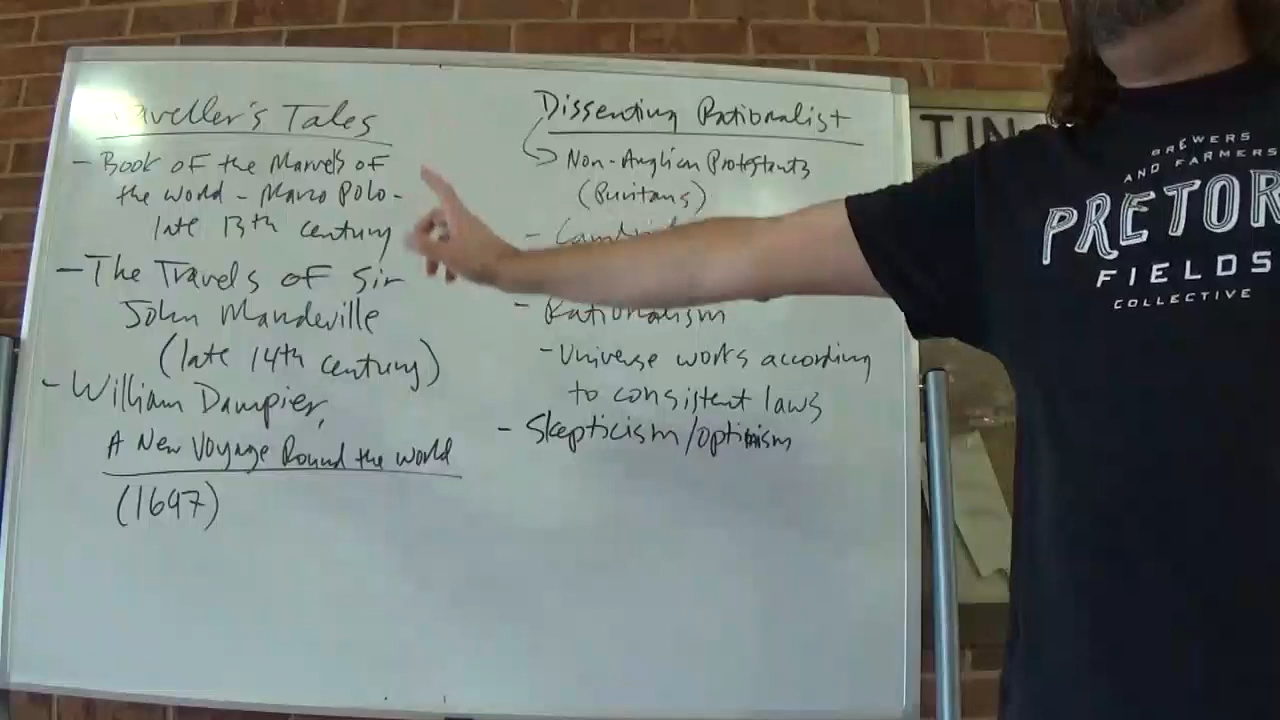 Traveller's Tales
- Book of the Marvels of
the world - Marco Polo -
late 13th century
- The Travels of Sir
John Mandeville
(late 14th century)
- William Dampier,
A New Voyage Round the world
(1697)
Dissenting Rationalist
Non-Anglican Protestants
(Puritans)
- Rationalism
- Universe works according
to consistent laws
- Skepticism/optimism
TIN
BREWERS
AND FARMERS
PRETOR
FIELDS
COLLECTIVE